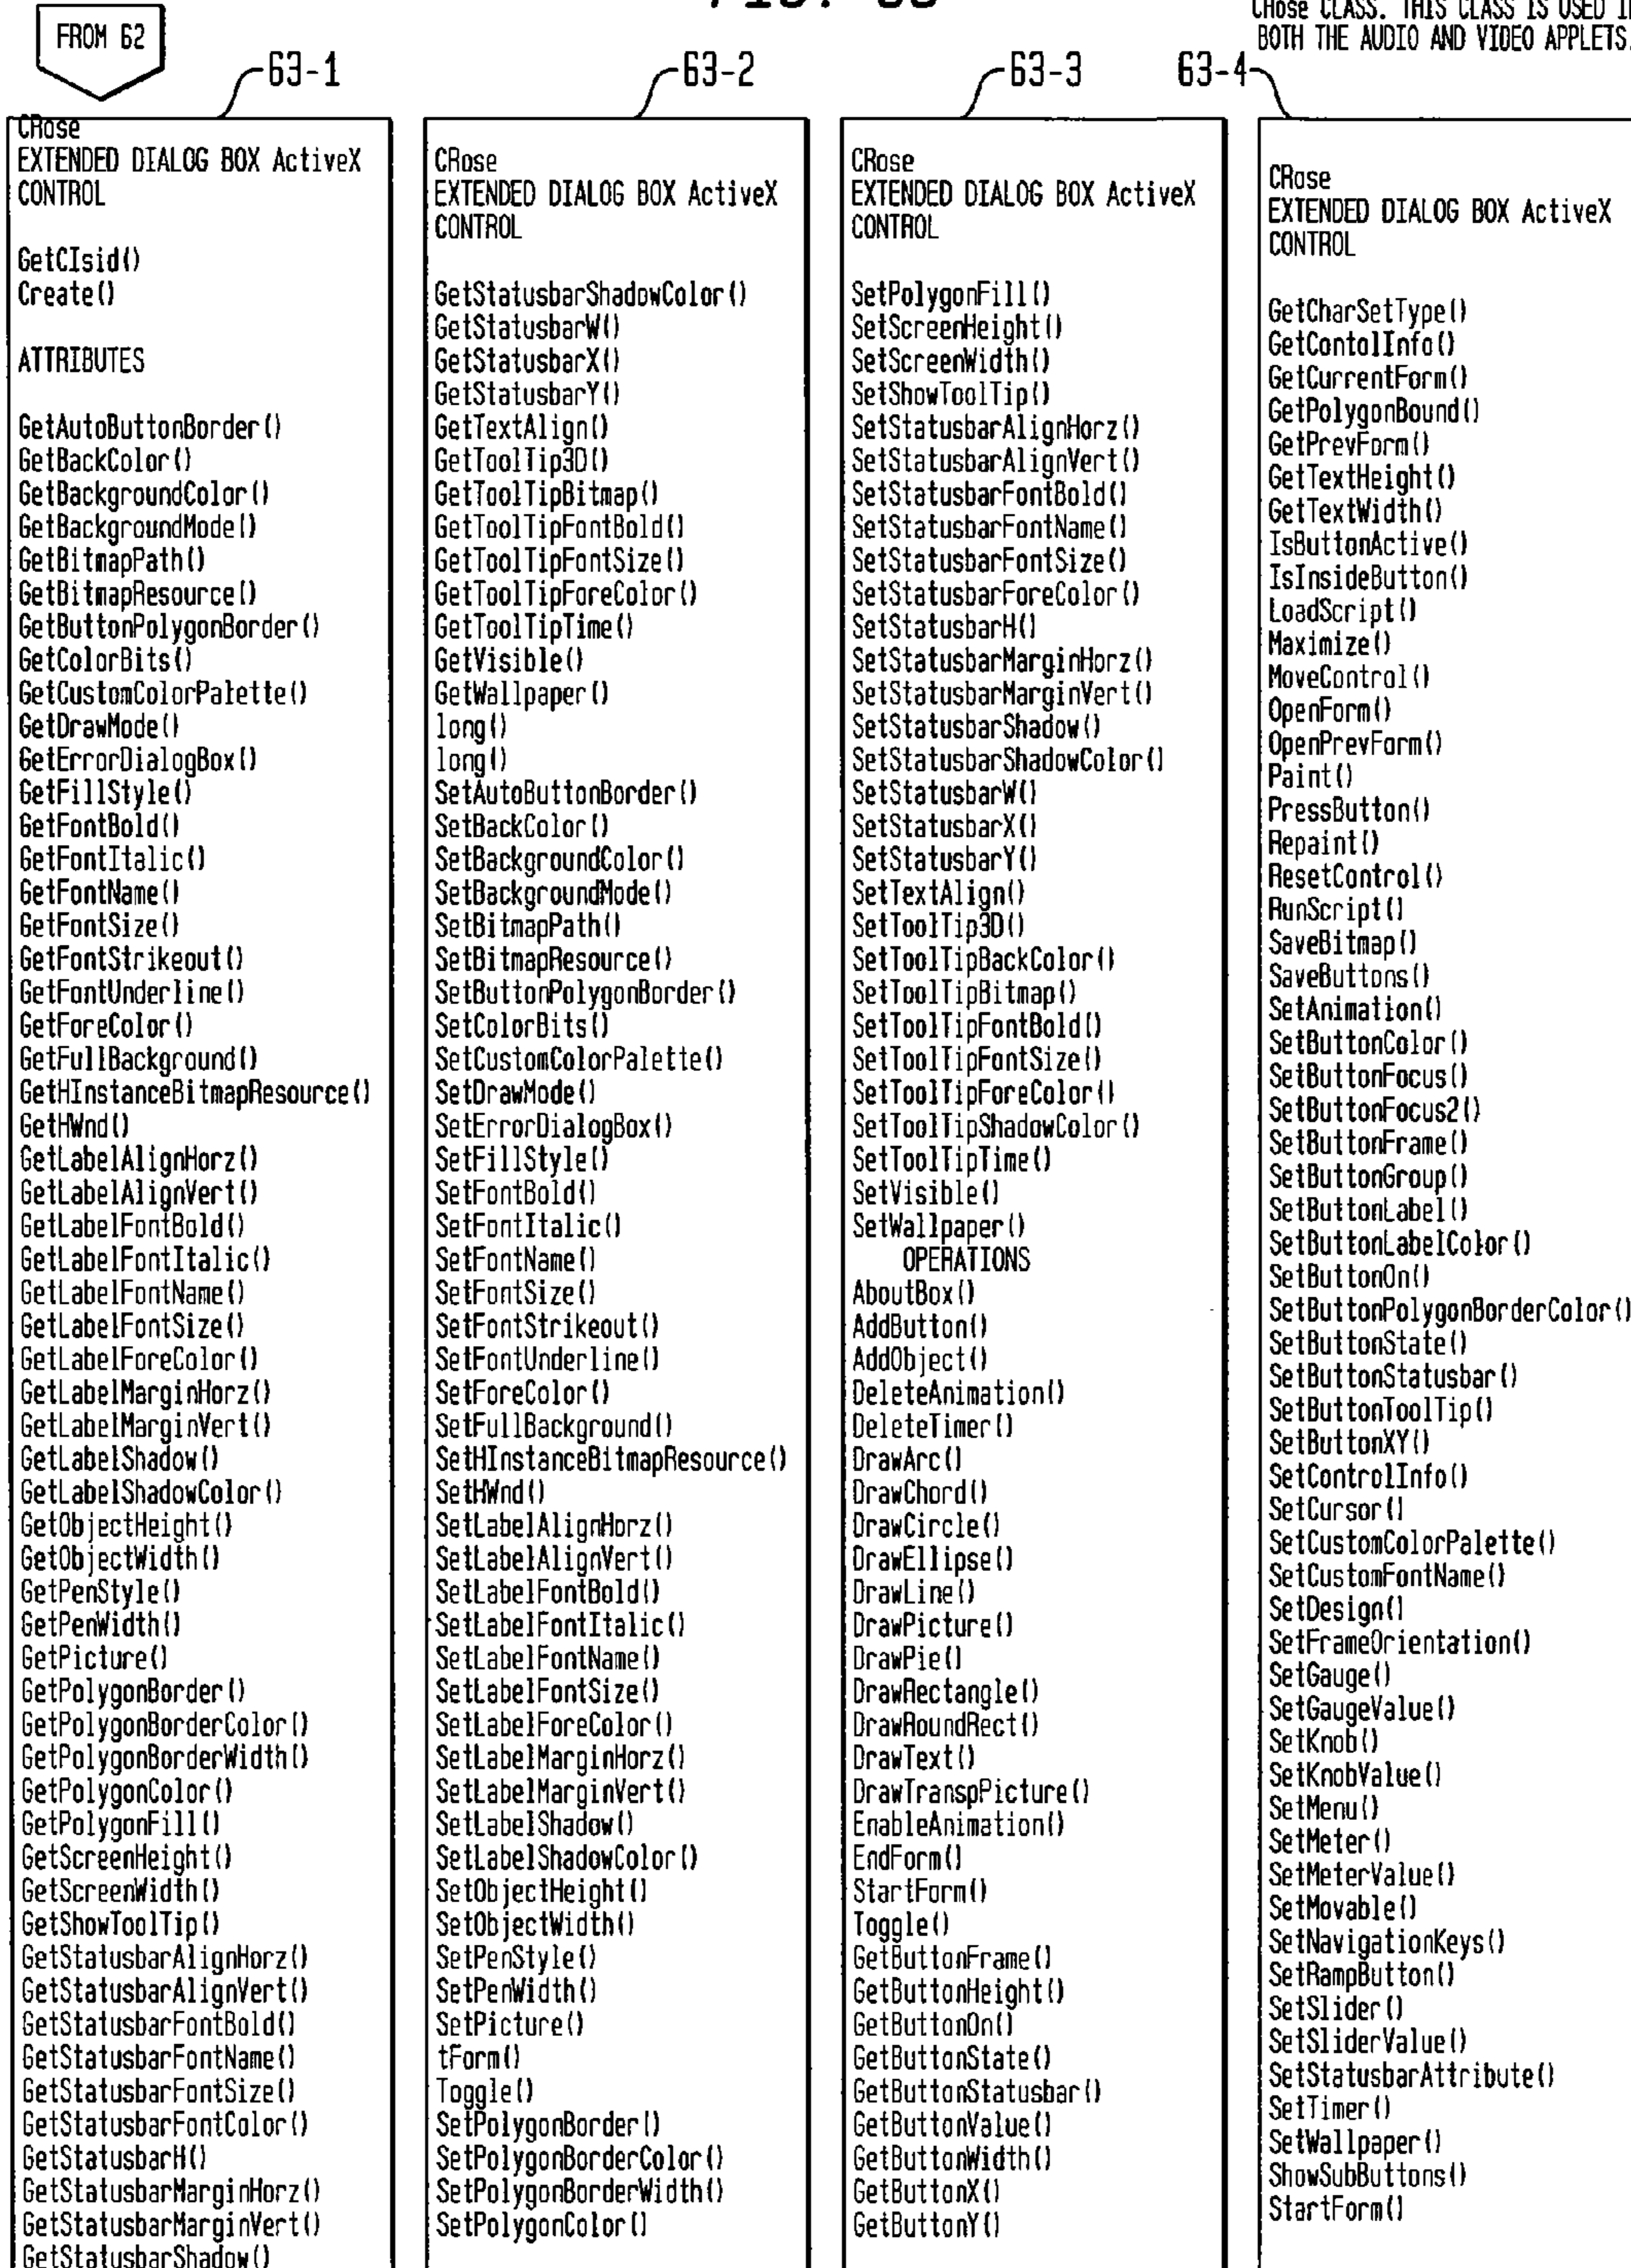 FROM 62
CRose CLASS. THIS CLASS IS USED
BOTH THE AUDIO AND VIDEO APPLETS.
63-1
63-2
63-3
63-4
CRose
EXTENDED DIALOG BOX ActiveX
CONTROL
GetCIsid()
Create()
ATTRIBUTES
GetAutoButtonBorder()
GetBackColor()
GetBackgroundColor()
GetBackgroundMode()
GetBitmapPath()
GetBitmapResource()
GetButtonPolygonBorder()
GetColorBits()
GetCustomColorPalette()
GetDrawMode()
GetErrorDialogBox()
GetFillStyle()
GetFontBold()
GetFontItalic()
GetFontName()
GetFontSize()
GetFontStrikeout()
GetFontUnderline()
GetForeColor()
GetFullBackground()
GetHInstanceBitmapResource()
GetHWnd()
GetLabelAlignHorz()
GetLabelAlignVert()
GetLabelFontBold()
GetLabelFontItalic()
GetLabelFontName()
GetLabelFontSize()
GetLabelForeColor()
GetLabelMarginHorz()
GetLabelMarginVert()
GetLabelShadow()
GetLabelShadowColor()
GetObjectHeight()
GetObjectWidth()
GetPenStyle()
GetPenWidth()
GetPicture()
GetPolygonBorder()
GetPolygonBorderColor()
GetPolygonBorderWidth()
GetPolygonColor()
GetPolygonFill()
GetScreenHeight()
GetScreenWidth()
GetShowToolTip()
GetStatusbarAlignHorz()
GetStatusbarAlignVert()
GetStatusbarFontBold()
GetStatusbarFontName()
GetStatusbarFontSize()
GetStatusbarFontColor()
GetStatusbarH()
GetStatusbarMarginHorz()
GetStatusbarMarginVert()
GetStatusbarShadow()
CRose
EXTENDED DIALOG BOX ActiveX
CONTROL
GetStatusbarShadowColor()
GetStatusbarW()
GetStatusbarX()
GetStatusbarY()
GetTextAlign()
GetToolTip3D()
GetToolTipBitmap()
GetToolTipFontBold()
GetToolTipFontSize()
GetToolTipForeColor()
GetToolTipTime()
GetVisible()
GetWallpaper()
long()
long()
SetAutoButtonBorder()
SetBackColor()
SetBackgroundColor()
SetBackgroundMode()
SetBitmapPath()
SetBitmapResource()
SetButtonPolygonBorder()
SetColorBits()
SetCustomColorPalette()
SetDrawMode()
SetErrorDialogBox()
SetFillStyle()
SetFontBold()
SetFontItalic()
SetFontName()
SetFontSize()
SetFontStrikeout()
SetFontUnderline()
SetForeColor()
SetFullBackground()
SetHInstanceBitmapResource()
SetHWnd()
SetLabelAlignHorz()
SetLabelAlignVert()
SetLabelFontBold()
SetLabelFontItalic()
SetLabelFontName()
SetLabelFontSize()
SetLabelForeColor()
SetLabelMarginHorz()
SetLabelMarginVert()
SetLabelShadow()
SetLabelShadowColor()
SetObjectHeight()
SetObjectWidth()
SetPenStyle()
SetPenWidth()
SetPicture()
tForm()
Toggle()
SetPolygonBorder()
SetPolygonBorderColor()
SetPolygonBorderWidth()
SetPolygonColor()
CRose
EXTENDED DIALOG BOX ActiveX
CONTROL
SetPolygonFill()
SetScreenHeight()
SetScreenWidth()
SetShowToolTip()
SetStatusbarAlignHorz()
SetStatusbarAlignVert()
SetStatusbarFontBold()
SetStatusbarFontName()
SetStatusbarFontSize()
SetStatusbarForeColor()
SetStatusbarH()
SetStatusbarMarginHorz()
SetStatusbarMarginVert()
SetStatusbarShadow()
SetStatusbarShadowColor()
SetStatusbarW()
SetStatusbarX()
SetStatusbarY()
SetTextAlign()
SetToolTip3D()
SetToolTipBackColor()
SetToolTipBitmap()
SetToolTipFontBold()
SetToolTipFontSize()
SetToolTipForeColor()
SetToolTipShadowColor()
SetToolTipTime()
SetVisible()
SetWallpaper()
OPERATIONS
AboutBox()
AddButton()
AddObject()
DeleteAnimation()
DeleteTimer()
DrawArc()
DrawChord()
DrawCircle()
DrawEllipse()
DrawLine()
DrawPicture()
DrawPie()
DrawRectangle()
DrawRoundRect()
DrawText()
DrawTranspPicture()
EnableAnimation()
EndForm()
StartForm()
Toggle()
GetButtonFrame()
GetButtonHeight()
GetButtonOn()
GetButtonState()
GetButtonStatusbar()
GetButtonValue()
GetButtonWidth()
GetButtonX()
GetButtonY()
CRose
EXTENDED DIALOG BOX ActiveX
CONTROL
GetCharSetType()
GetContolInfo()
GetCurrentForm()
GetPolygonBound()
GetPrevForm()
GetTextHeight()
GetTextWidth()
IsButtonActive()
IsInsideButton()
LoadScript()
Maximize()
MoveControl()
OpenForm()
OpenPrevForm()
Paint()
PressButton()
Repaint()
ResetControl()
RunScript()
SaveBitmap()
SaveButtons()
SetAnimation()
SetButtonColor()
SetButtonFocus()
SetButtonFocus2()
SetButtonFrame()
SetButtonGroup()
SetButtonLabel()
SetButtonLabelColor()
SetButtonOn()
SetButtonPolygonBorderColor()
SetButtonState()
SetButtonStatusbar()
SetButtonToolTip()
SetButtonXY()
SetControlInfo()
SetCursor()
SetCustomColorPalette()
SetCustomFontName()
SetDesign()
SetFrameOrientation()
SetGauge()
SetGaugeValue()
SetKnob()
SetKnobValue()
SetMenu()
SetMeter()
SetMeterValue()
SetMovable()
SetNavigationKeys()
SetRampButton()
SetSlider()
SetSliderValue()
SetStatusbarAttribute()
SetTimer()
SetWallpaper()
ShowSubButtons()
StartForm()